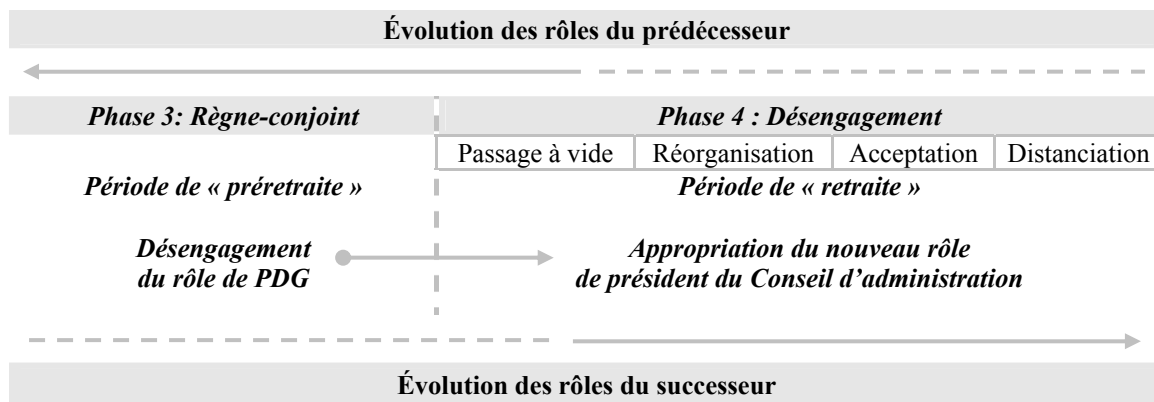 Évolution des rôles du prédécesseur
Phase 3: Règne-conjoint
Phase 4 : Désengagement
Passage à vide
Réorganisation
Acceptation
Distanciation
Période de « préretraite »
Période de « retraite »
Désengagement
du rôle de PDG
Appropriation du nouveau rôle
de président du Conseil d’administration
Évolution des rôles du successeur